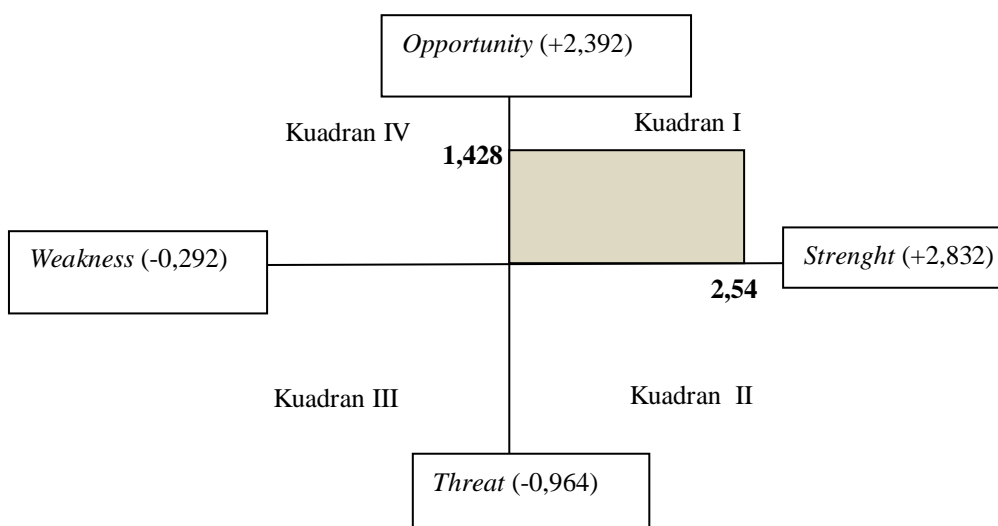 Opportunity (+2,392)
Kuadran IV
Kuadran I
1,428
Weakness (-0,292)
Strenght (+2,832)
2,54
Kuadran III
Kuadran II
Threat (-0,964)